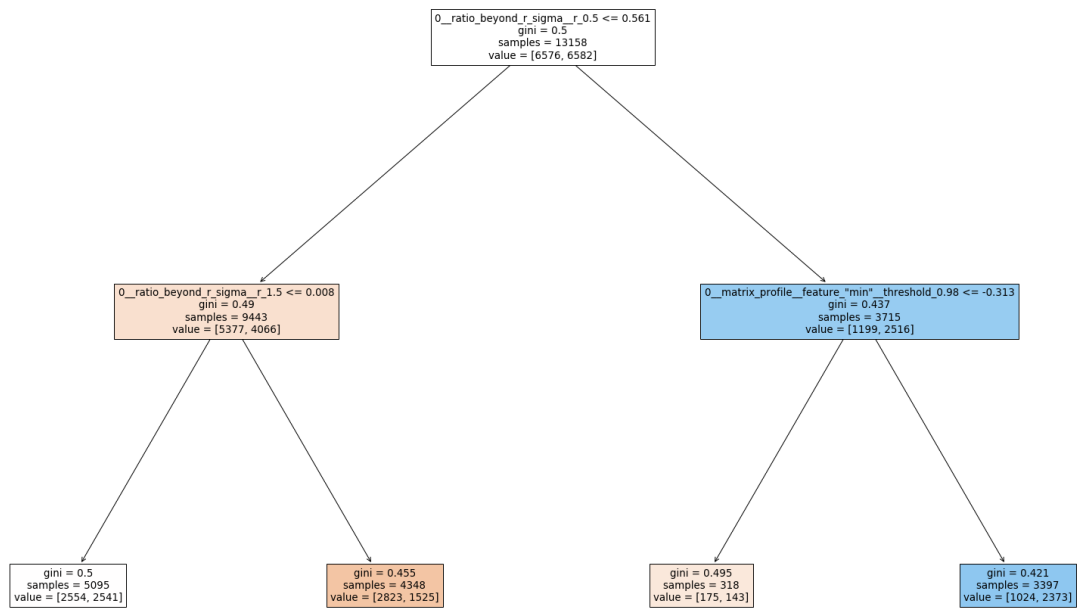 0__ratio_beyond_r_sigma__r_0.5 <= 0.561
gini = 0.5
samples = 13158
value = [6576, 6582]
0__ratio_beyond_r_sigma__r_1.5 <= 0.008
gini = 0.49
samples = 9443
value = [5377, 4066]
0__matrix_profile__feature_"min"__threshold_0.98 <= -0.313
gini = 0.437
samples = 3715
value = [1199, 2516]
gini = 0.5
samples = 5095
value = [2554, 2541]
gini = 0.455
samples = 4348
value = [2823, 1525]
gini = 0.495
samples = 318
value = [175, 143]
gini = 0.421
samples = 3397
value = [1024, 2373]